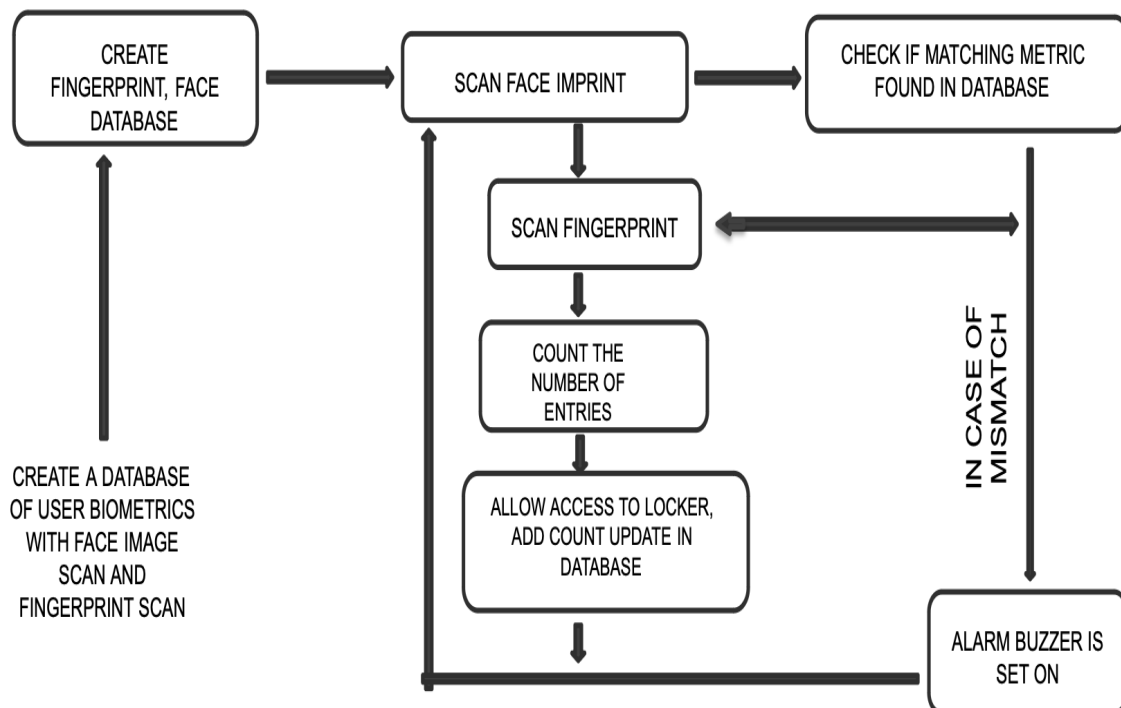 CREATE
FINGERPRINT, FACE
DATABASE
SCAN FACE IMPRINT
CHECK IF MATCHING METRIC
FOUND IN DATABASE
SCAN FINGERPRINT
COUNT THE
NUMBER OF
ENTRIES
ALLOW ACCESS TO LOCKER,
ADD COUNT UPDATE IN
DATABASE
IN CASE OF
MISMATCH
CREATE A DATABASE
OF USER BIOMETRICS
WITH FACE IMAGE
SCAN AND
FINGERPRINT SCAN
ALARM BUZZER IS
SET ON